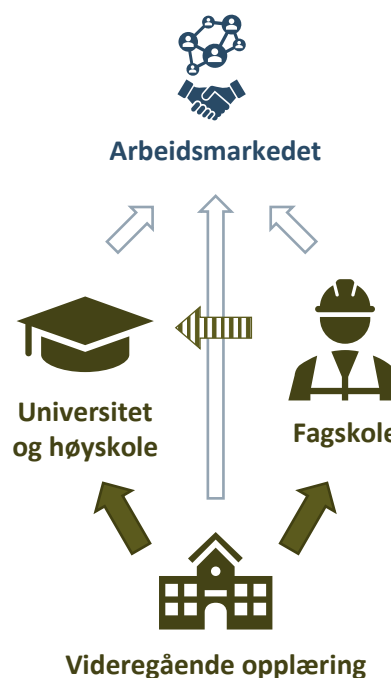 Arbeidsmarkedet
Universitet
og høyskole
Fagskole
Videregående opplæring